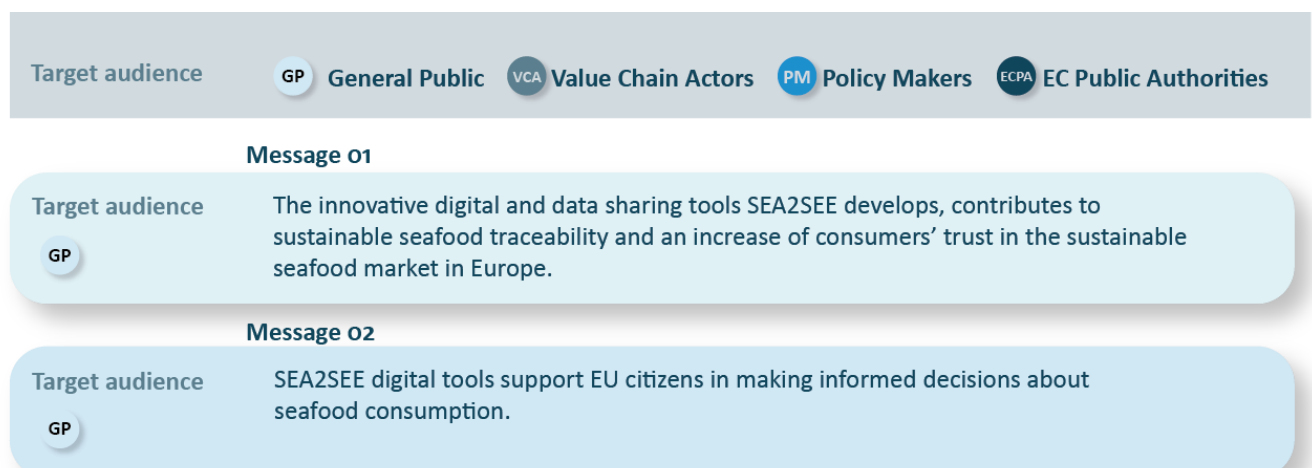 Target audience GP General Public VCA Value Chain Actors PM Policy Makers ECPA EC Public Authorities
Message 01
Target audience
GP
The innovative digital and data sharing tools SEA2SEE develops, contributes to
sustainable seafood traceability and an increase of consumers’ trust in the sustainable
seafood market in Europe.
Message 02
Target audience
GP
SEA2SEE digital tools support EU citizens in making informed decisions about
seafood consumption.